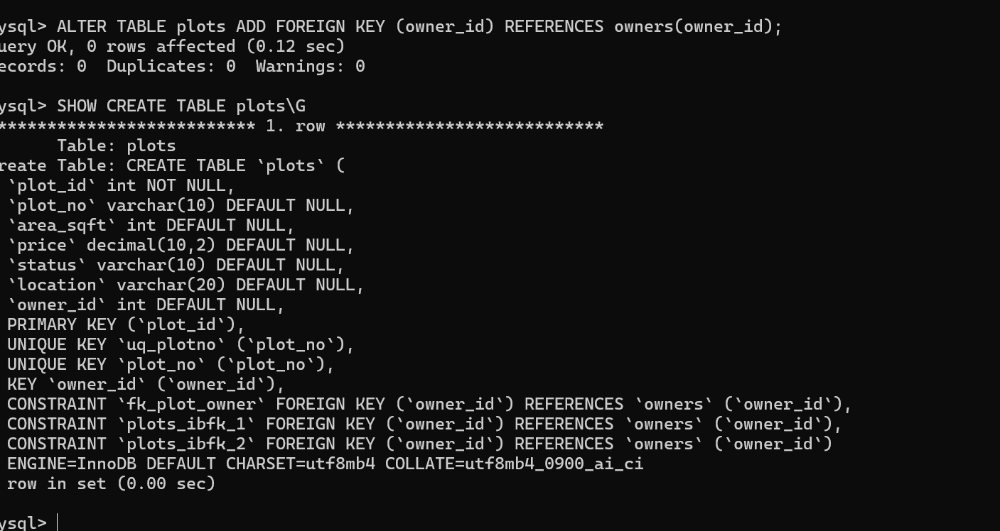 ysql> ALTER TABLE plots ADD FOREIGN KEY (owner_id) REFERENCES owners(owner_id);
uery OK, 0 rows affected (0.12 sec)
ecords: 0  Duplicates: 0  Warnings: 0

ysql> SHOW CREATE TABLE plots\G
*************************** 1. row ***************************
       Table: plots
reate Table: CREATE TABLE `plots` (
 `plot_id` int NOT NULL,
 `plot_no` varchar(10) DEFAULT NULL,
 `area_sqft` int DEFAULT NULL,
 `price` decimal(10,2) DEFAULT NULL,
 `status` varchar(10) DEFAULT NULL,
 `location` varchar(20) DEFAULT NULL,
 `owner_id` int DEFAULT NULL,
 PRIMARY KEY (`plot_id`),
 UNIQUE KEY `uq_plotno` (`plot_no`),
 UNIQUE KEY `plot_no` (`plot_no`),
 KEY `owner_id` (`owner_id`),
 CONSTRAINT `fk_plot_owner` FOREIGN KEY (`owner_id`) REFERENCES `owners` (`owner_id`),
 CONSTRAINT `plots_ibfk_1` FOREIGN KEY (`owner_id`) REFERENCES `owners` (`owner_id`),
 CONSTRAINT `plots_ibfk_2` FOREIGN KEY (`owner_id`) REFERENCES `owners` (`owner_id`)
 ENGINE=InnoDB DEFAULT CHARSET=utf8mb4 COLLATE=utf8mb4_0900_ai_ci
 row in set (0.00 sec)

ysql>